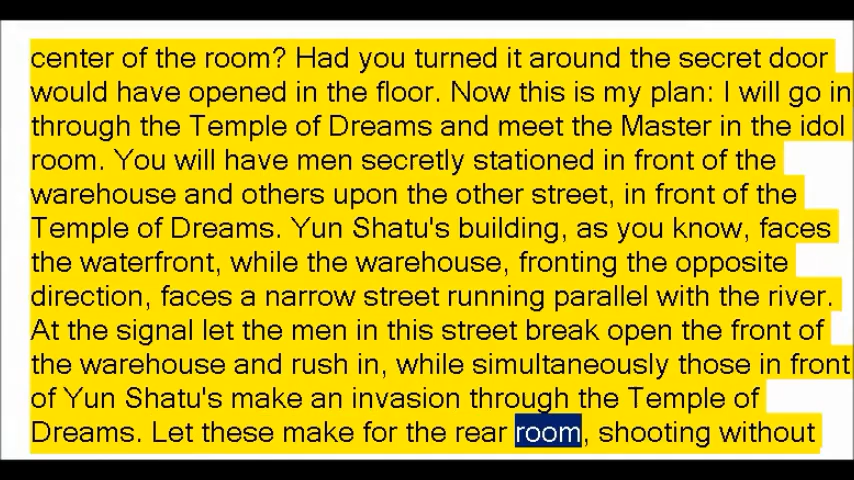 center of the room? Had you turned it around the secret door
would have opened in the floor. Now this is my plan: I will go in
through the Temple of Dreams and meet the Master in the idol
room. You will have men secretly stationed in front of the
warehouse and others upon the other street, in front of the
Temple of Dreams. Yun Shatu's building, as you know, faces
the waterfront, while the warehouse, fronting the opposite
direction, faces a narrow street running parallel with the river.
At the signal let the men in this street break open the front of
the warehouse and rush in, while simultaneously those in front
of Yun Shatu's make an invasion through the Temple of
Dreams. Let these make for the rear room, shooting without